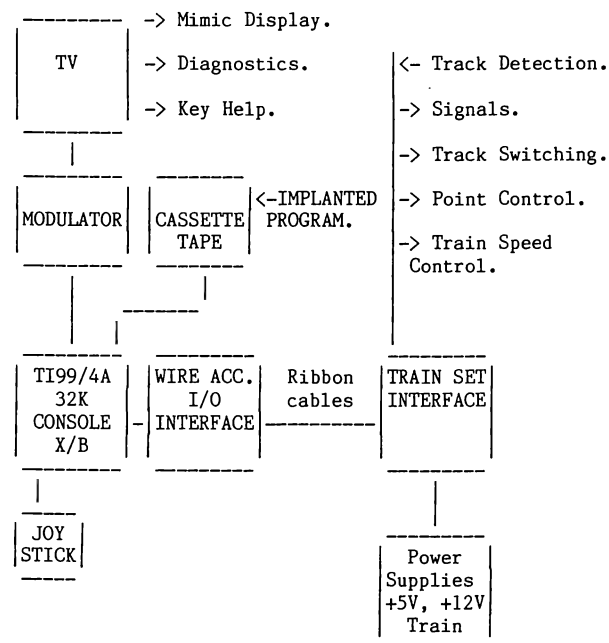 -> Mimic Display.
TV
-> Diagnostics.
-> Key Help.
<- Track Detection.
-> Signals.
-> Track Switching.
-> Point Control.
-> Train Speed
Control.
MODULATOR
CASSETTE
TAPE
<-IMPLANTED
PROGRAM.
TI99/4A
32K
CONSOLE
X/B
WIRE ACC.
I/O
INTERFACE
Ribbon
cables
TRAIN SET
INTERFACE
JOY
STICK
Power
Supplies
+5V, +12V
Train